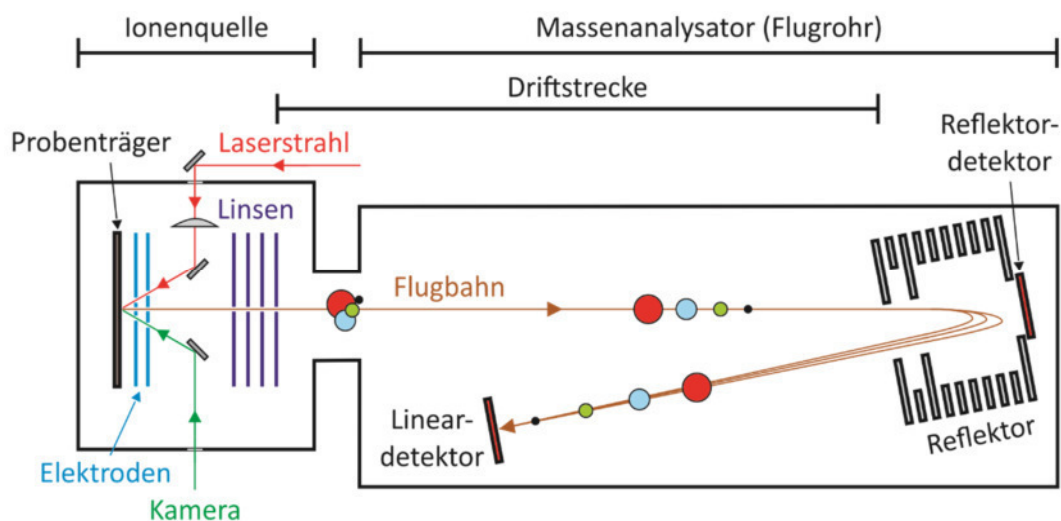 Ionenquelle
Massenanalysator (Flugrohr)
Driftstrecke
Reflektor-
detektor
Probenträger
Laserstrahl
Linsen
Flugbahn
Linear-
detektor
Reflektor
Elektroden
Kamera